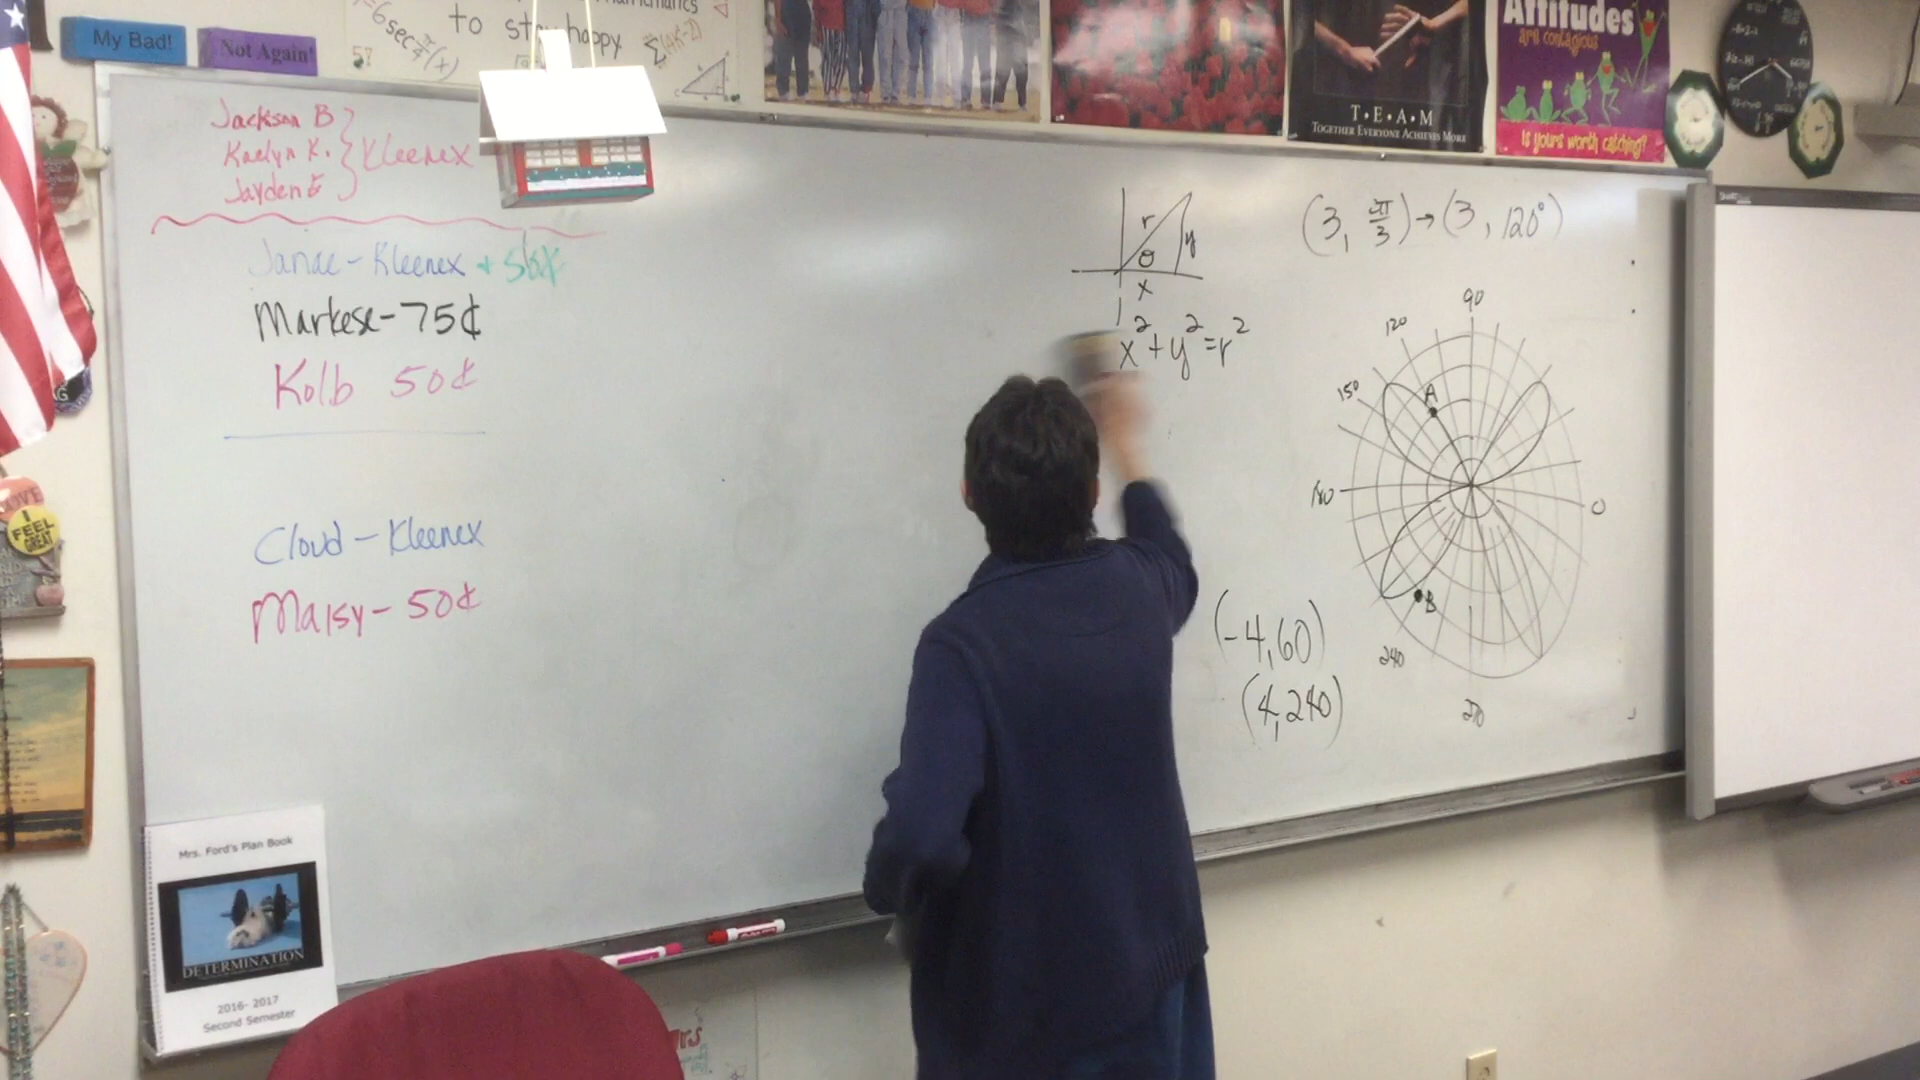 My Bad!
Not Again!
to stay happy
Jackson B
Kaelyn K.
Jayden
Kleenex
Janae - Kleenex +
Markese - 75¢
Kolb 50¢
Cloud - Kleenex
Maisy - 50¢
T·E·A·M
TOGETHER EVERYONE ACHIEVES MORE
Attitudes
are contagious
Is yours worth catching?
r
θ
y
x
x² + y² = r²
(3, 2π/3) → (3, 120°)
90
120
150
180
0
240
270
A
B
(-4, 60)
(4, 240)
I
FEEL
GREAT
Mrs. Ford's Plan Book
DETERMINATION
2016- 2017
Second Semester